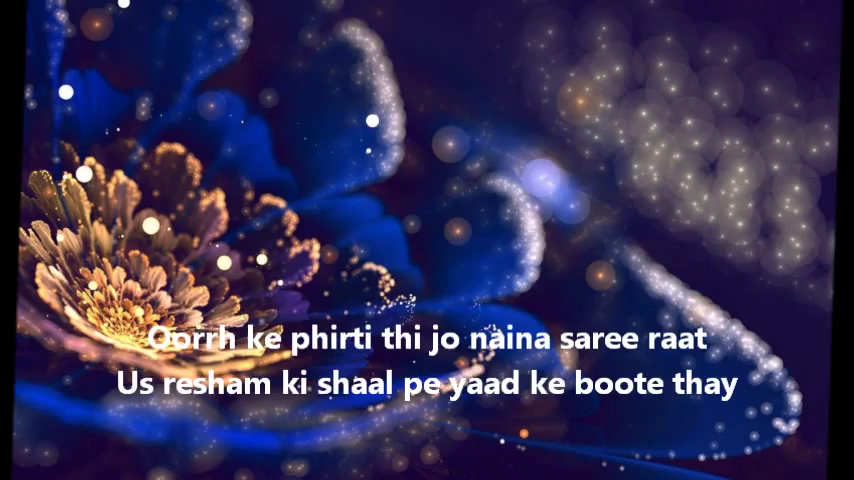 Oorrh ke phirti thi jo naina saree raat
Us resham ki shaal pe yaad ke boote thay